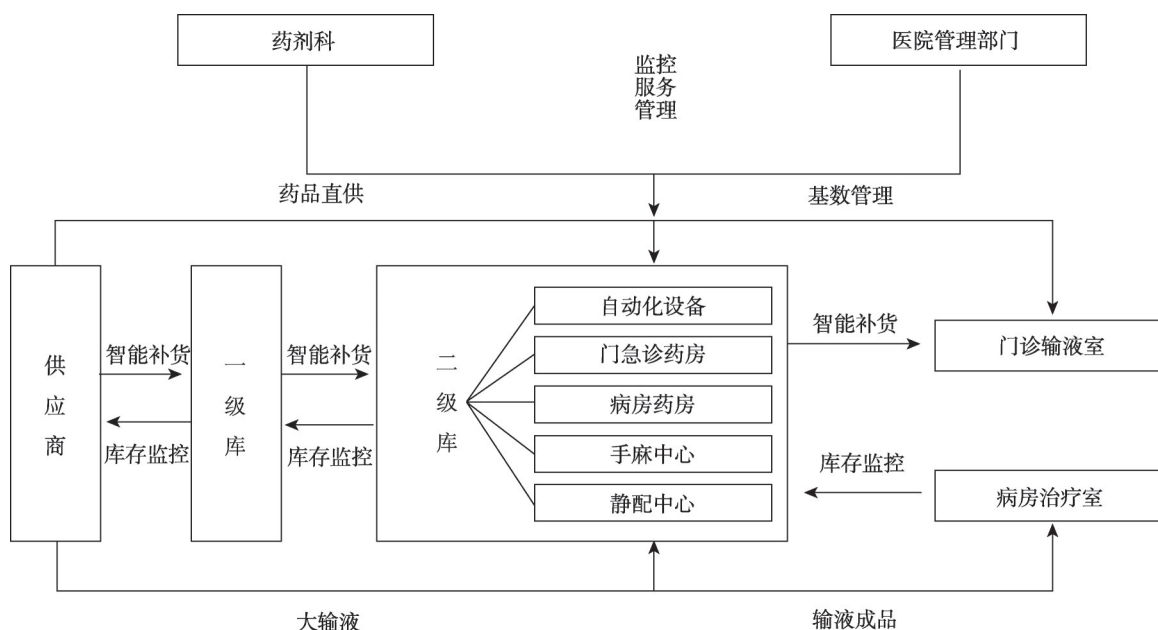 药剂科
医院管理部门
监控
服务
管理
药品直供
基数管理
供应商
智能补货
库存监控
一级库
智能补货
库存监控
二级库
自动化设备
门急诊药房
病房药房
手麻中心
静配中心
智能补货
库存监控
门诊输液室
病房治疗室
大输液
输液成品